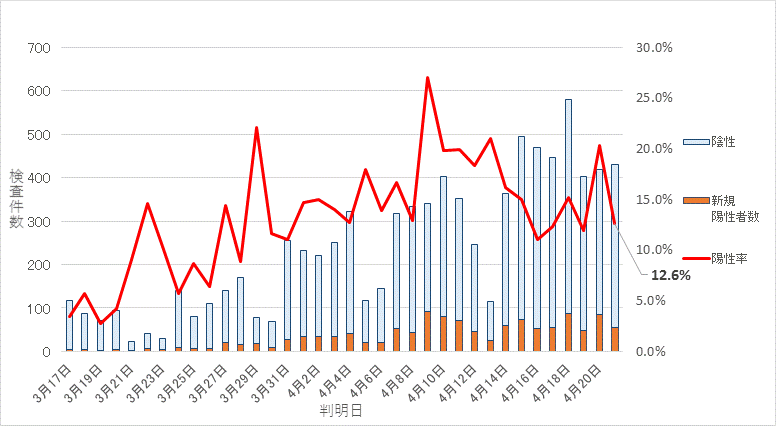 700
600
500
400
300
200
100
0
検査件数
30.0%
25.0%
20.0%
15.0%
10.0%
5.0%
0.0%
12.6%
陰性
新規
陽性者数
陽性率
3月17日
3月19日
3月21日
3月23日
3月25日
3月27日
3月29日
3月31日
4月2日
4月4日
4月6日
4月8日
4月10日
4月12日
4月14日
4月16日
4月18日
4月20日
判明日